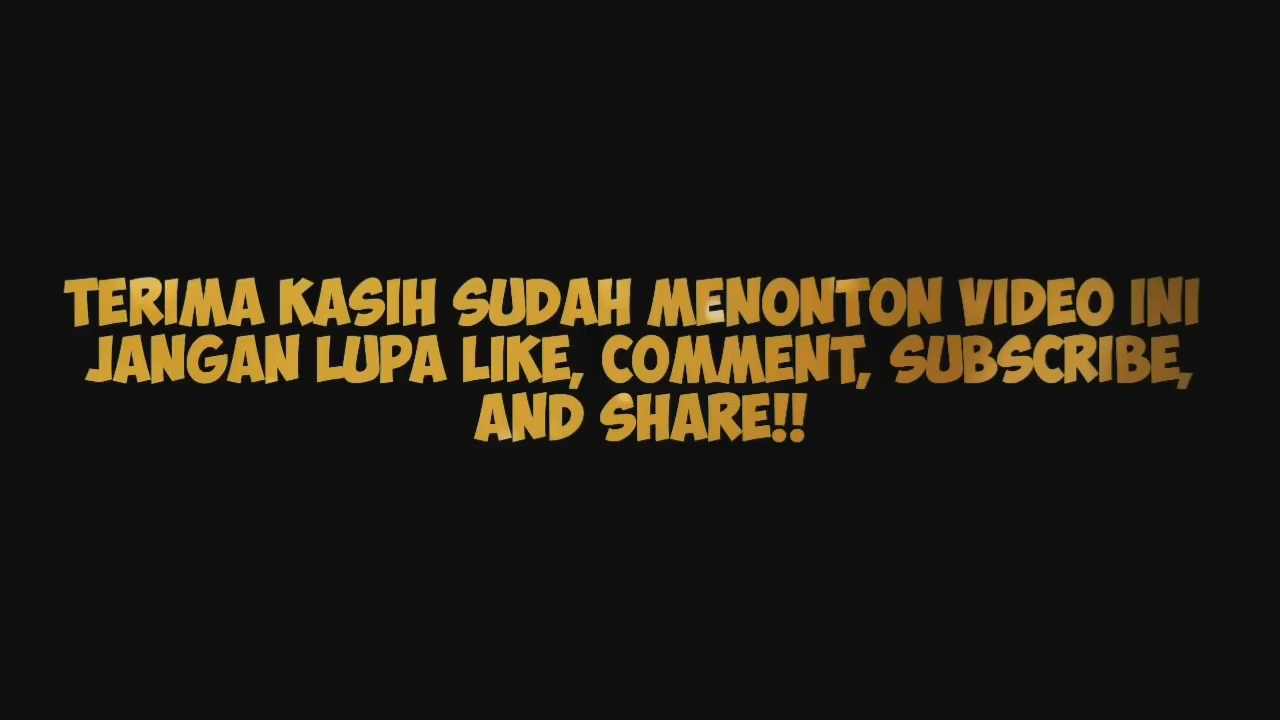 TERIMA KASIH SUDAH MENONTON VIDEO INI
JANGAN LUPA LIKE, COMMENT, SUBSCRIBE,
AND SHARE!!